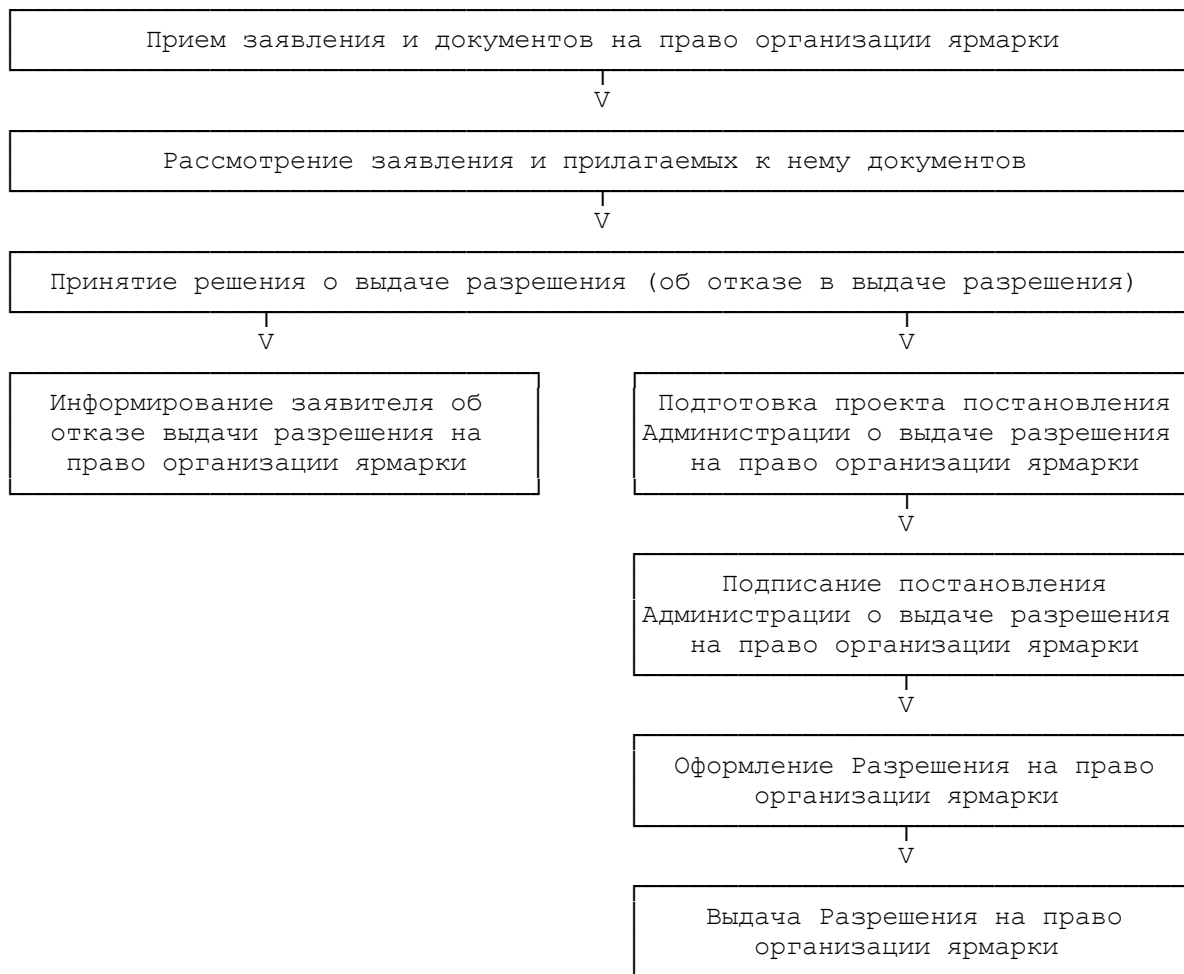 Прием заявления и документов на право организации ярмарки
V
Рассмотрение заявления и прилагаемых к нему документов
V
Принятие решения о выдаче разрешения (об отказе в выдаче разрешения)
V V
Информирование заявителя об
отказе выдачи разрешения на
право организации ярмарки
Подготовка проекта постановления
Администрации о выдаче разрешения
на право организации ярмарки
V
Подписание постановления
Администрации о выдаче разрешения
на право организации ярмарки
V
Оформление Разрешения на право
организации ярмарки
V
Выдача Разрешения на право
организации ярмарки